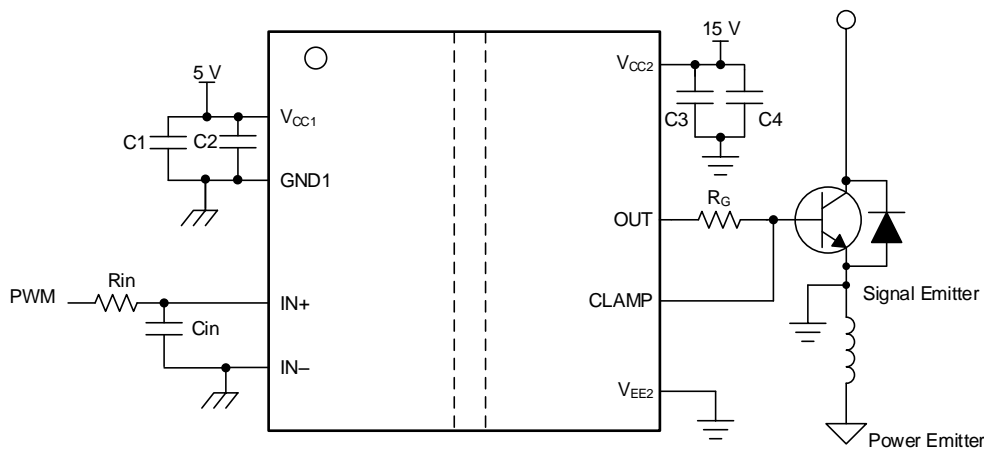 15 V
5 V
VCC2
VCC1
C1
C2
C3
C4
GND1
OUT
RG
PWM
Rin
IN+
CLAMP
Signal Emitter
Cin
IN–
VEE2
Power Emitter